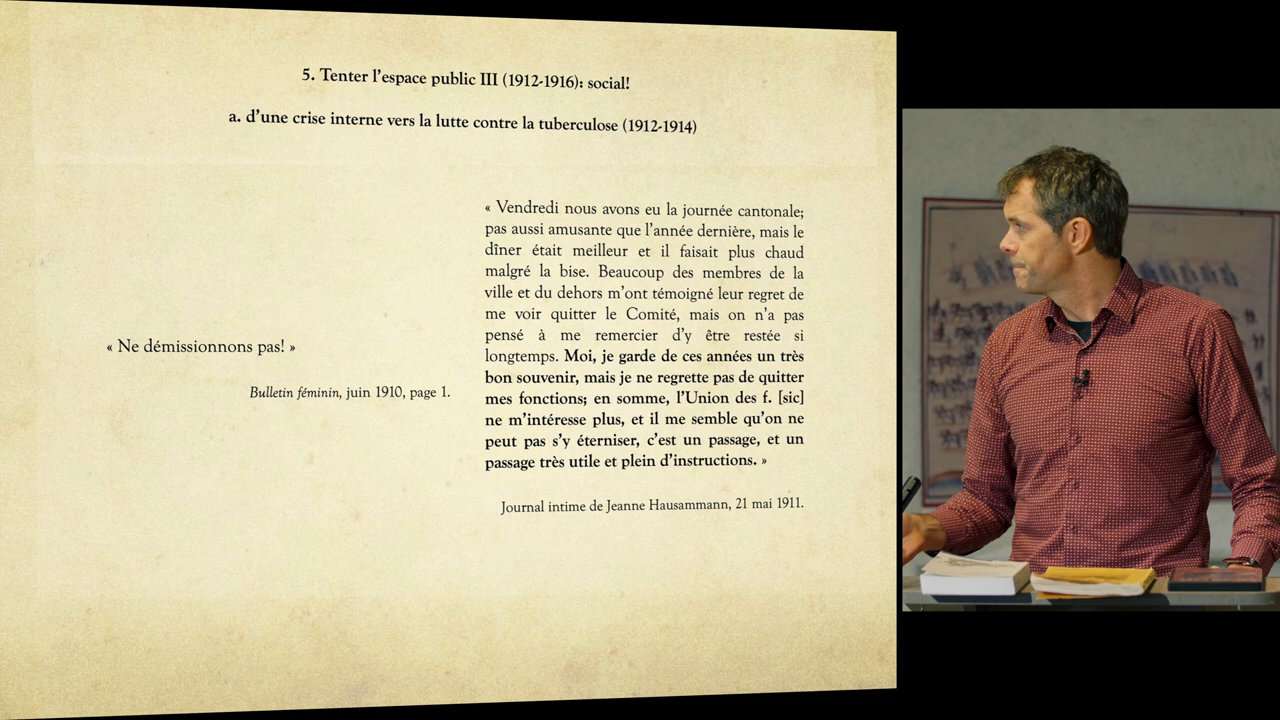 5. Tenter l’espace public III (1912-1916): social!
a. d’une crise interne vers la lutte contre la tuberculose (1912-1914)
« Ne démissionnons pas! »
Bulletin féminin, juin 1910, page 1.
« Vendredi nous avons eu la journée cantonale;
pas aussi amusante que l’année dernière, mais le
dîner était meilleur et il faisait plus chaud
malgré la bise. Beaucoup des membres de la
ville et du dehors m’ont témoigné leur regret de
me voir quitter le Comité, mais on n’a pas
pensé à me remercier d’y être restée si
longtemps. Moi, je garde de ces années un très
bon souvenir, mais je ne regrette pas de quitter
mes fonctions; en somme, l’Union des f. [sic]
ne m’intéresse plus, et il me semble qu’on ne
peut pas s’y éterniser, c’est un passage, et un
passage très utile et plein d’instructions. »
Journal intime de Jeanne Hausammann, 21 mai 1911.